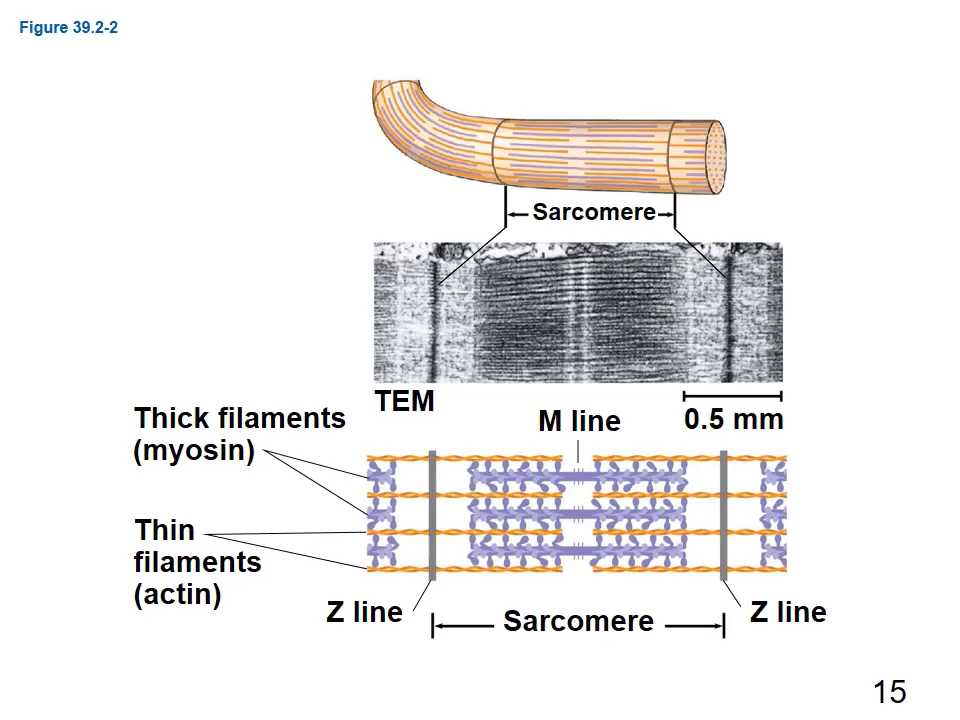 Figure 39.2-2
Sarcomere
TEM
0.5 mm
Thick filaments
(myosin)
M line
Thin
filaments
(actin)
Z line
Sarcomere
Z line
15